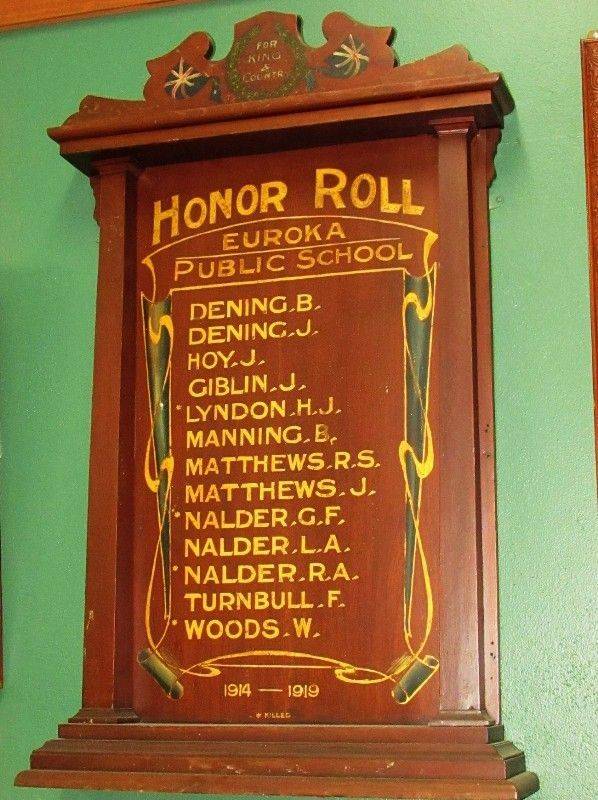 FOR
KING
&
COUNTRY
HONOR ROLL
EUROKA
PUBLIC SCHOOL
DENING.B.
DENING.J.
HOY.J.
GIBLIN.J.
*LYNDON.H.J.
MANNING.B.
MATTHEWS.R.S.
MATTHEWS.J.
*NALDER.G.F.
NALDER.L.A.
*NALDER.R.A.
TURNBULL.F.
*WOODS.W.
1914 — 1919
* KILLED